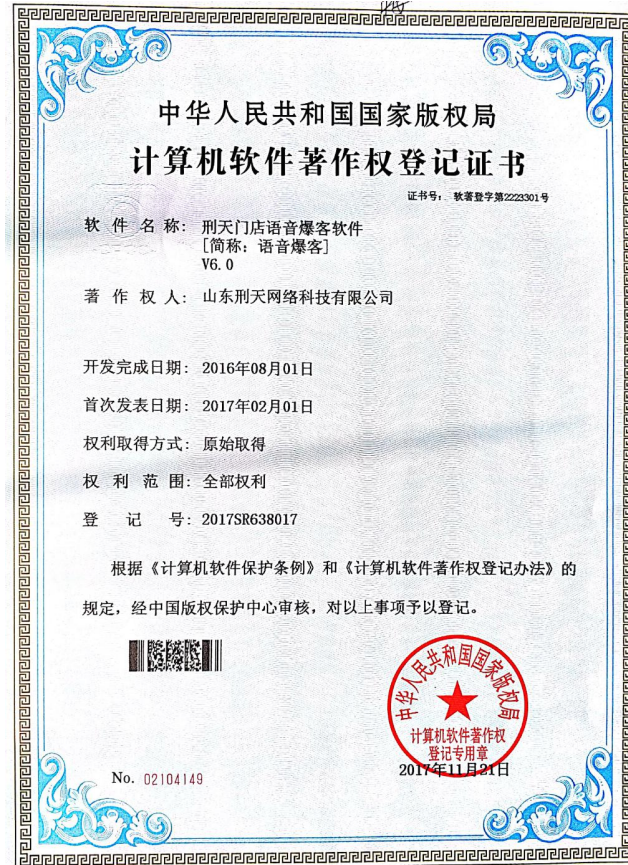 中华人民共和国国家版权局
计算机软件著作权登记证书
证书号: 软著登字第2223301号
软件名称: 刑天门店语音爆客软件
[简称: 语音爆客]
V6.0
著作权人: 山东刑天网络科技有限公司
开发完成日期: 2016年08月01日
首次发表日期: 2017年02月01日
权利取得方式: 原始取得
权利范围: 全部权利
登记号: 2017SR638017
根据《计算机软件保护条例》和《计算机软件著作权登记办法》的
规定，经中国版权保护中心审核，对以上事项予以登记。
中华人民共和国国家版权局
计算机软件著作权
登记专用章
2017年11月21日
No. 02104149